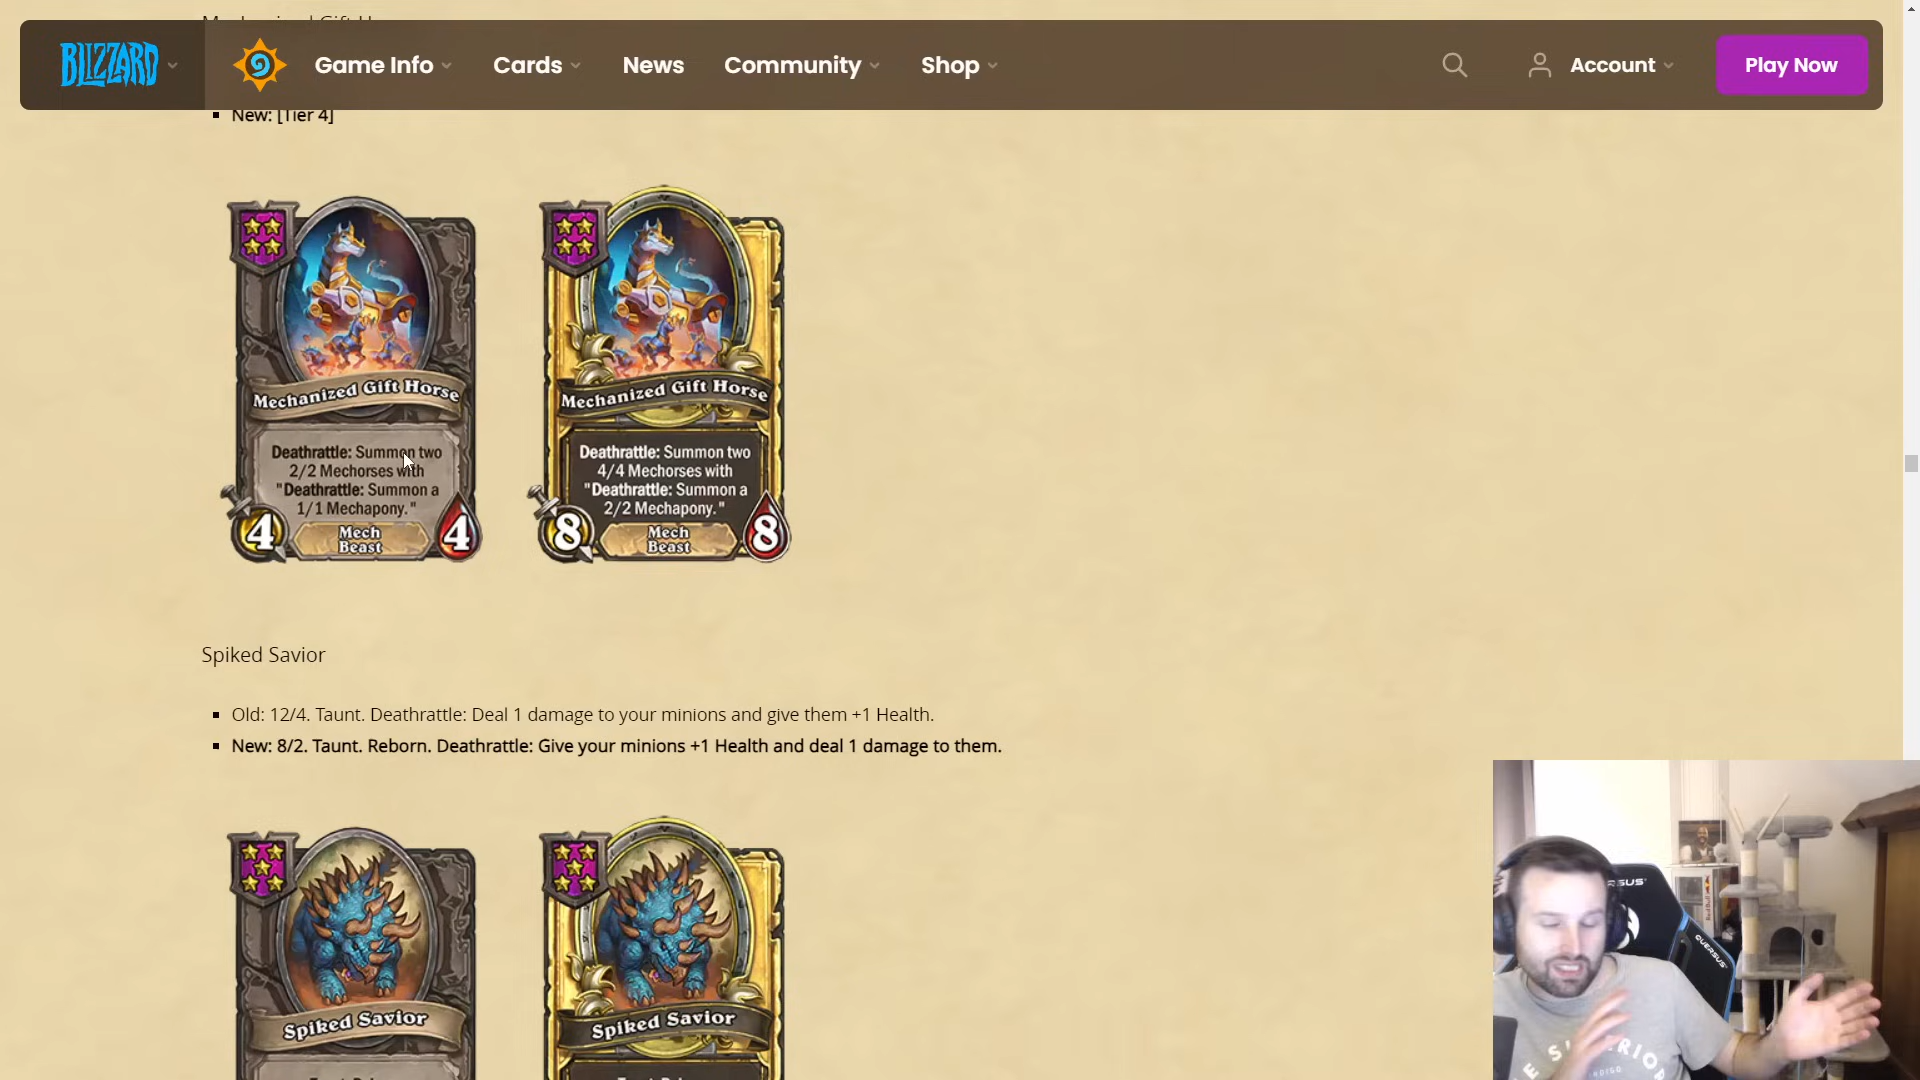 BLIZZARD
Game Info
Cards
News
Community
Shop
Account
Play Now
New: [Tier 4]
Mechanized Gift Horse
Deathrattle: Summon two
2/2 Mechorses with
"Deathrattle: Summon a
1/1 Mechapony."
4
Mech
Beast
4
Mechanized Gift Horse
Deathrattle: Summon two
4/4 Mechorses with
"Deathrattle: Summon a
2/2 Mechapony."
8
Mech
Beast
8
Spiked Savior
Old: 12/4. Taunt. Deathrattle: Deal 1 damage to your minions and give them +1 Health.
New: 8/2. Taunt. Reborn. Deathrattle: Give your minions +1 Health and deal 1 damage to them.
Spiked Savior
Spiked Savior
QUERSUS